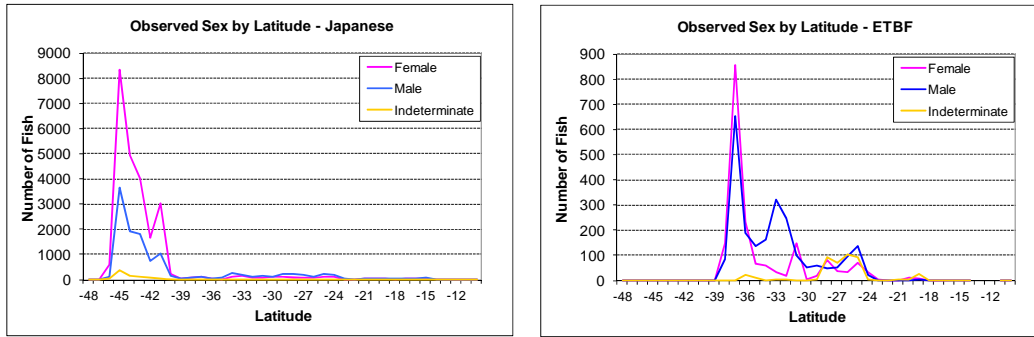 Observed Sex by Latitude - Japanese
9000
8000
7000
6000
5000
4000
3000
2000
1000
0
Number of Fish
Female
Male
Indeterminate
-48 -45 -42 -39 -36 -33 -30 -27 -24 -21 -18 -15 -12
Latitude
Observed Sex by Latitude - ETBF
900
800
700
600
500
400
300
200
100
0
Number of Fish
Female
Male
Indeterminate
-48 -45 -42 -39 -36 -33 -30 -27 -24 -21 -18 -15 -12
Latitude